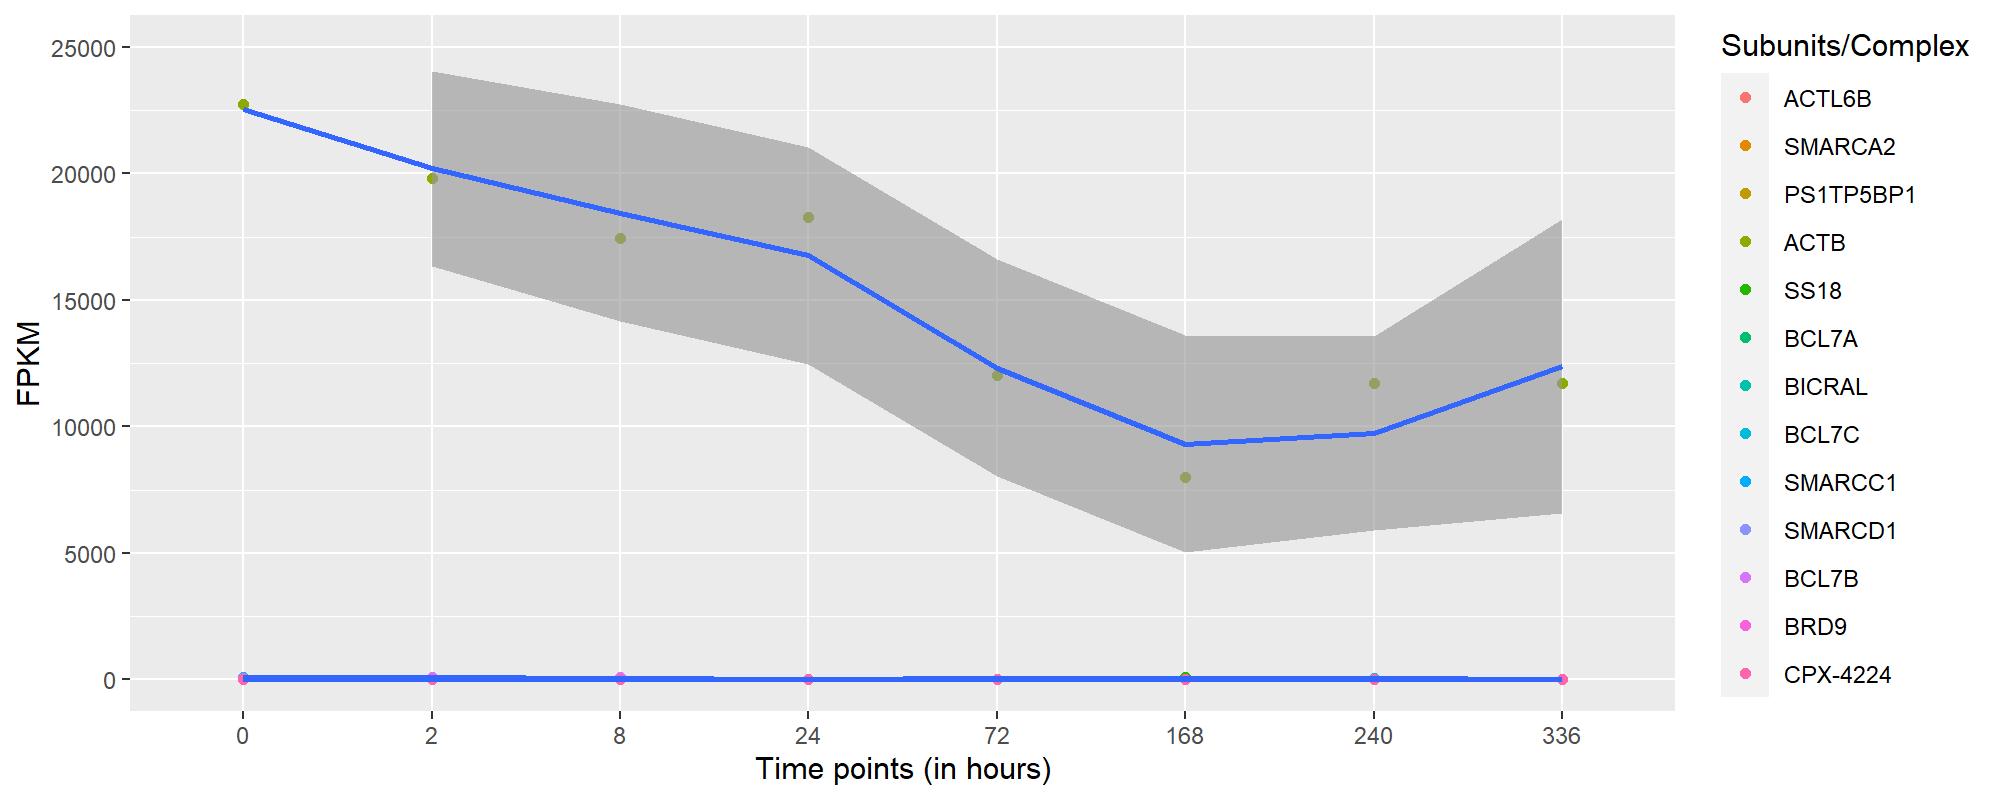 25000
20000
15000
10000
5000
0
FPKM
0 2 8 24 72 168 240 336
Time points (in hours)
Subunits/Complex
ACTL6B
SMARCA2
PS1TP5BP1
ACTB
SS18
BCL7A
BICRAL
BCL7C
SMARCC1
SMARCD1
BCL7B
BRD9
CPX-4224